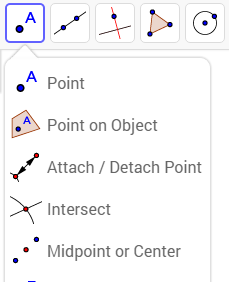 A
A Point
A Point on Object
Attach / Detach Point
Intersect
Midpoint or Center